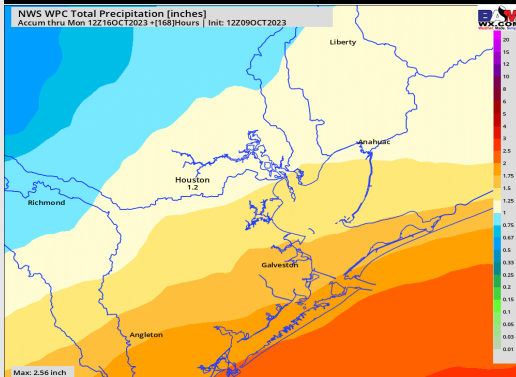 NWS WPC Total Precipitation [inches]
Accum thru Mon 12Z16OCT2023 +[168]Hours | Init: 12Z09OCT2023
WX.COM
Liberty
Anahuac
Houston
1.2
Richmond
Galveston
Angleton
Max: 2.56 inch
20
15
12
10
8
6
5
4
3
2.5
2
1.75
1.5
1.25
1
0.75
0.67
0.5
0.33
0.25
0.2
0.15
0.1
0.05
0.03
0.01